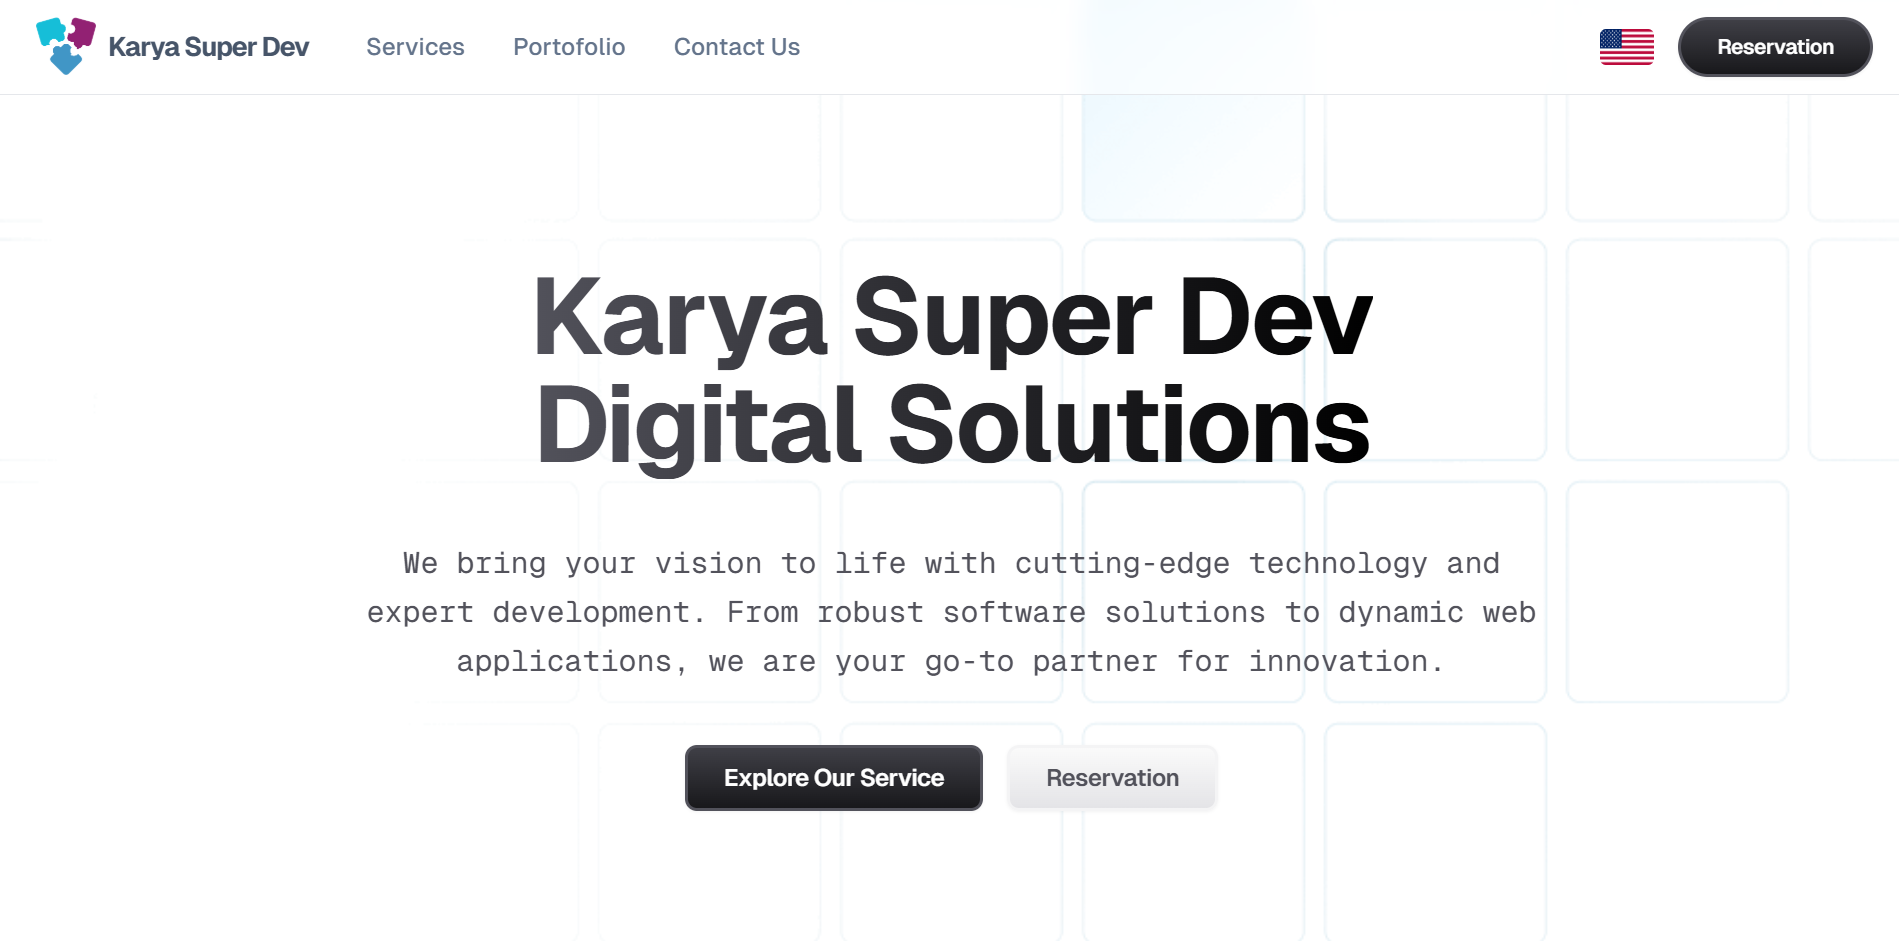 Karya Super Dev
Services
Portofolio
Contact Us
Reservation
Karya Super Dev
Digital Solutions
We bring your vision to life with cutting-edge technology and
expert development. From robust software solutions to dynamic web
applications, we are your go-to partner for innovation.
Explore Our Service
Reservation